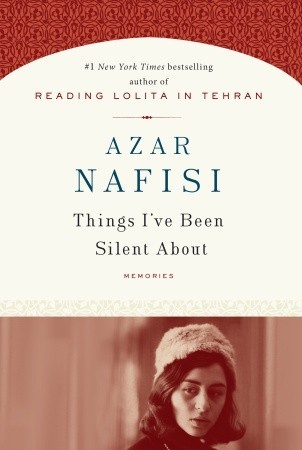 #1 New York Times bestselling
author of
READING LOLITA IN TEHRAN
AZAR
NAFISI
Things I've Been
Silent About
MEMORIES